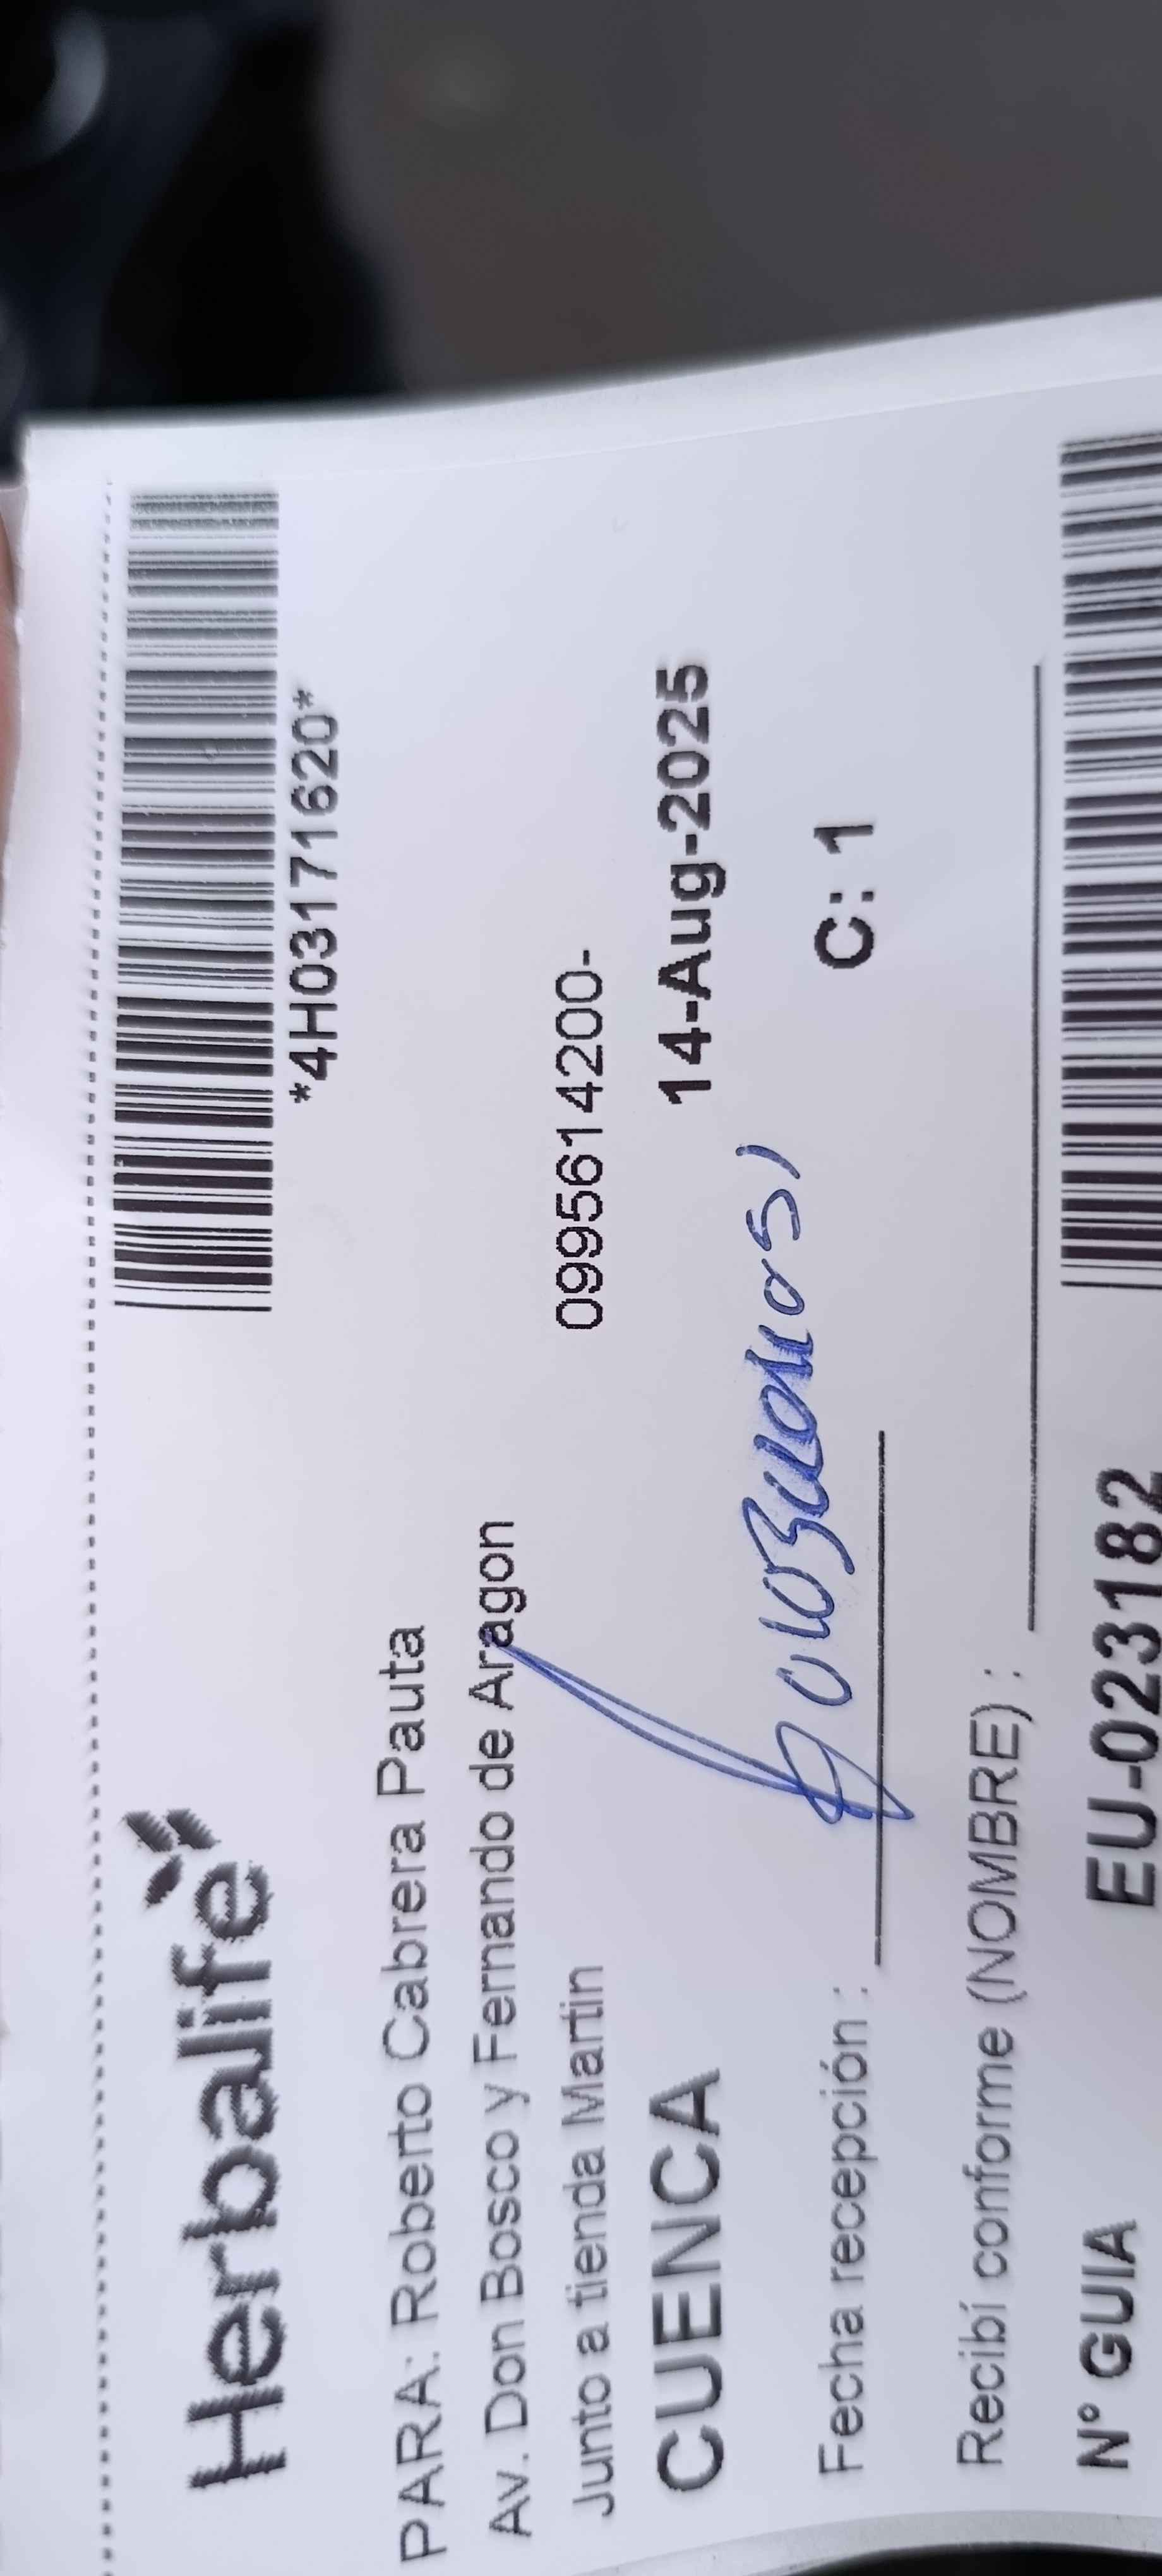 Herbalife
*4H03171620*
PARA: Roberto Cabrera Pauta
Av. Don Bosco y Fernando de Aragon
Junto a tienda Martin
0995614200-
CUENCA
14-Aug-2025
Fecha recepción :
C: 1
Recibí conforme (NOMBRE) :
N° GUIA
EU-023182